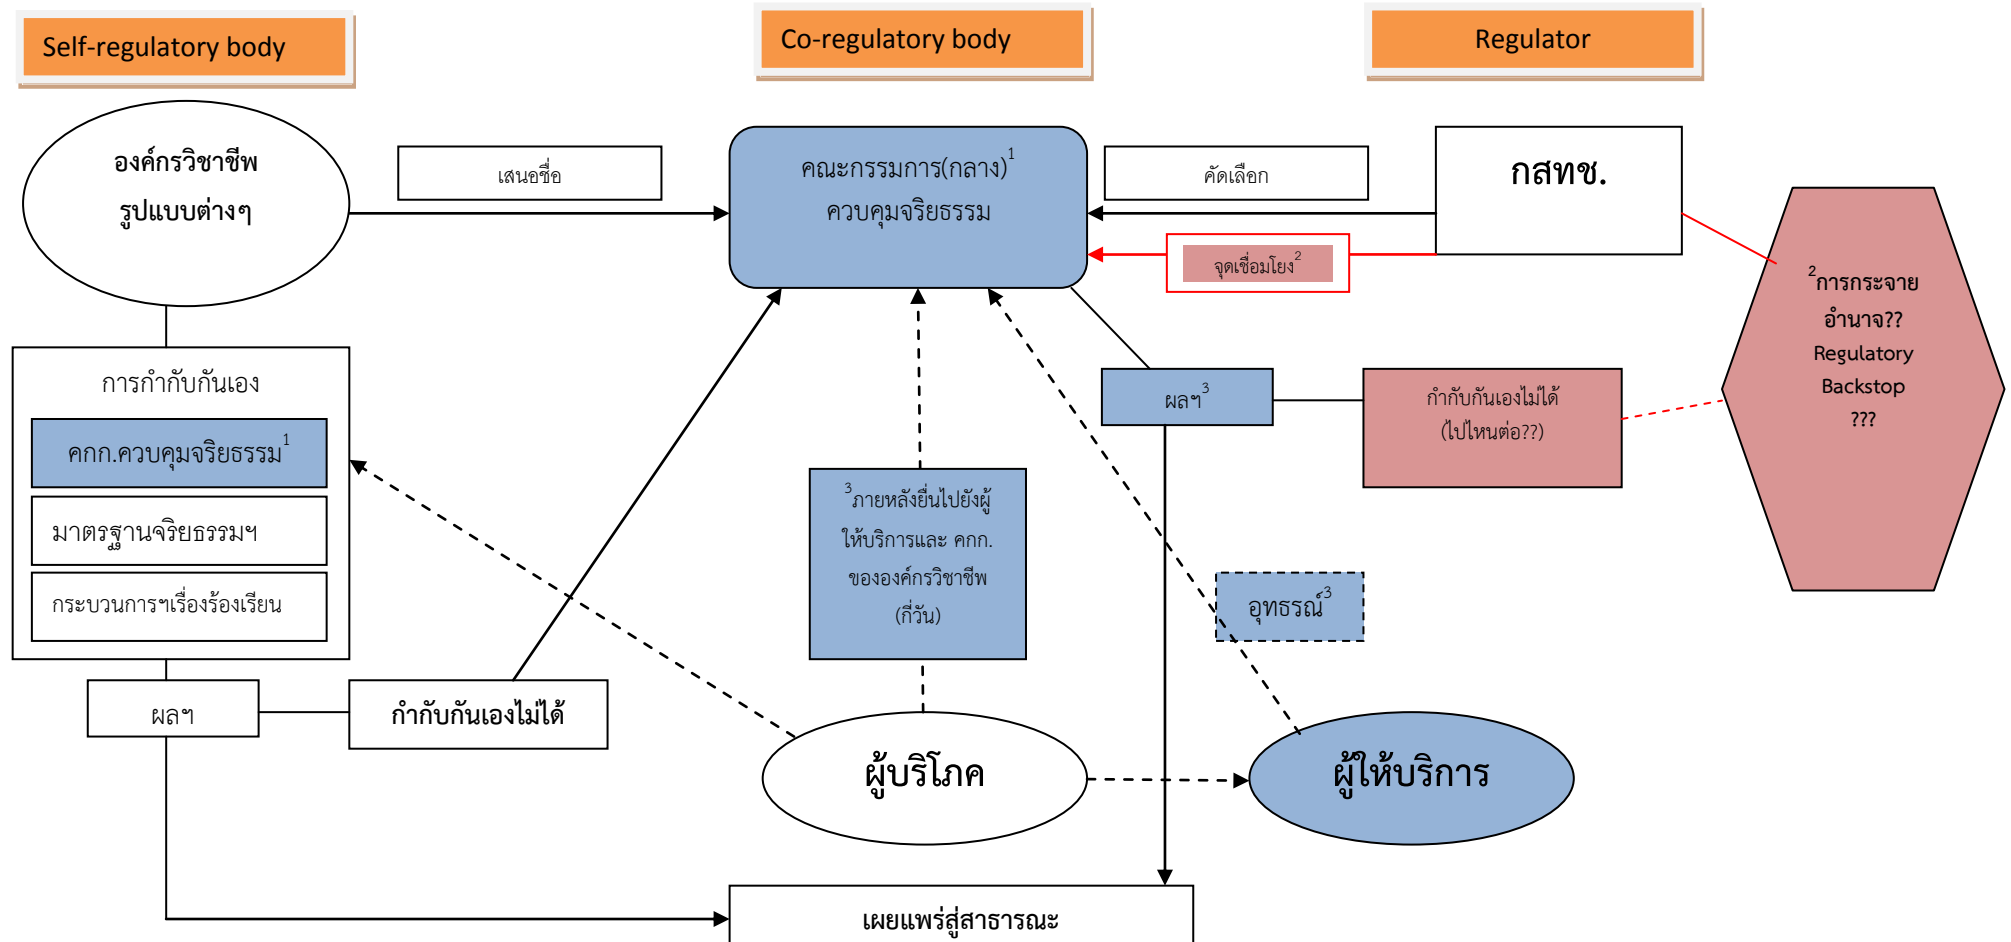 Self-regulatory body
Co-regulatory body
Regulator
องค์กรวิชาชีพ
รูปแบบต่างๆ
เสนอชื่อ
คณะกรรมการ(กลาง)1
ควบคุมจริยธรรม
คัดเลือก
กสทช.
จุดเชื่อมโยง2
2การกระจาย
อำนาจ??
Regulatory
Backstop
???
การกำกับกันเอง
คกก.ควบคุมจริยธรรม1
มาตรฐานจริยธรรมฯ
กระบวนการฯเรื่องร้องเรียน
ผลฯ3
กำกับกันเองไม่ได้
(ไปไหนต่อ??)
3ภายหลังยื่นไปยังผู้
ให้บริการและ คกก.
ขององค์กรวิชาชีพ
(กี่วัน)
อุทธรณ์3
ผลฯ
กำกับกันเองไม่ได้
ผู้บริโภค
ผู้ให้บริการ
เผยแพร่สู่สาธารณะ